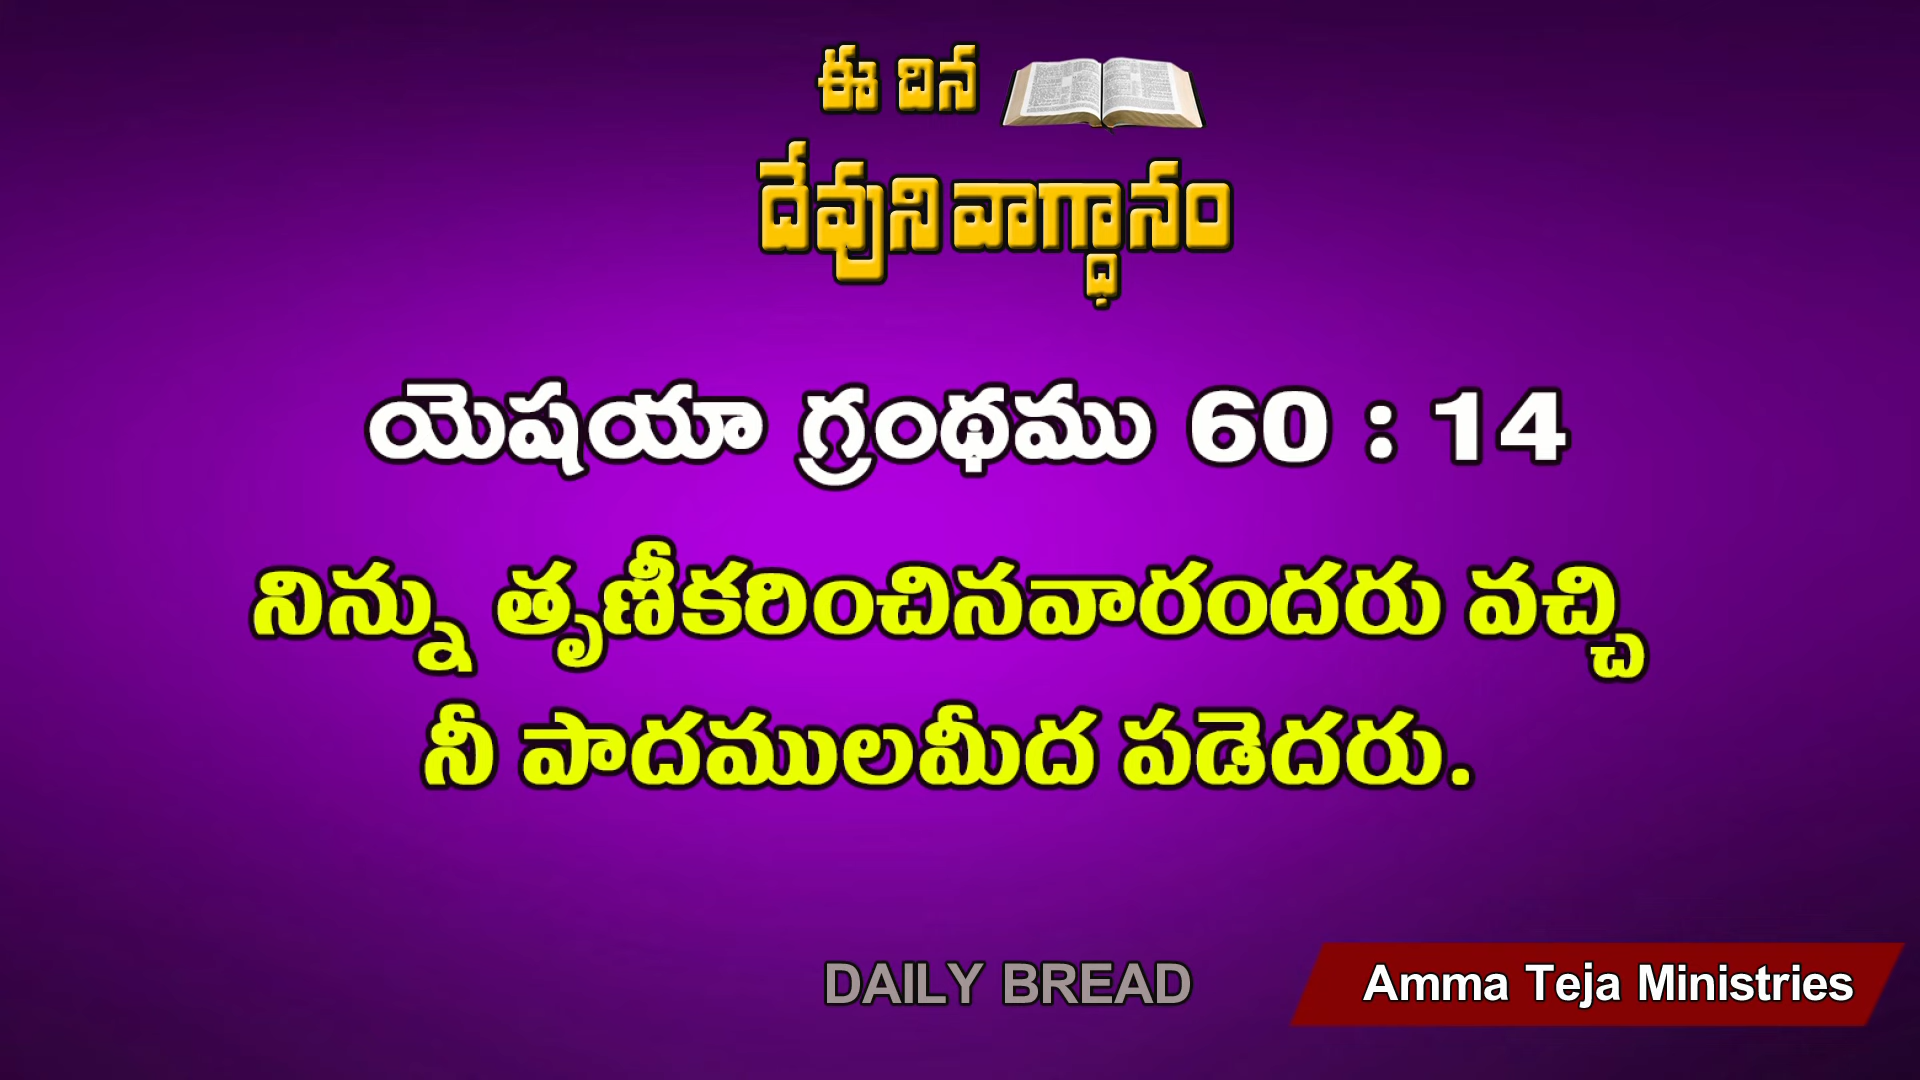 ఈ దిన
దేవుని వాగ్ధానం
యెషయా గ్రంథము 60 : 14
నిన్ను తృణీకరించినవారందరు వచ్చి
నీ పాదములమీద పడెదరు.
DAILY BREAD
Amma Teja Ministries